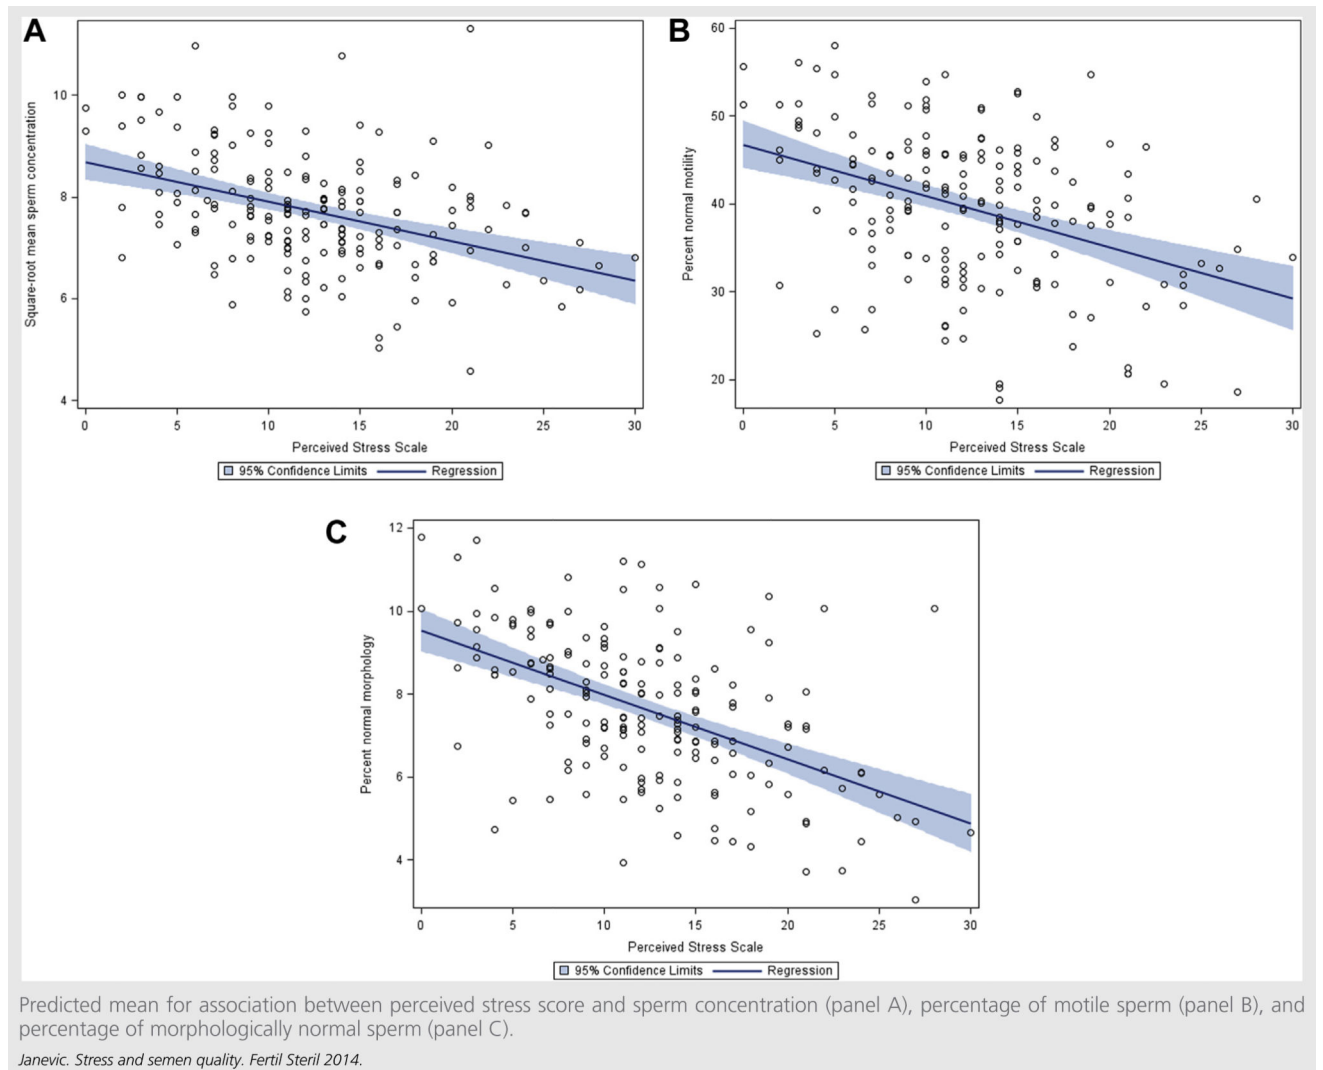 A
Square-root mean sperm concentration
10
8
6
4
0 5 10 15 20 25 30
Perceived Stress Scale
95% Confidence Limits Regression
B
Percent normal motility
60
50
40
30
20
0 5 10 15 20 25 30
Perceived Stress Scale
95% Confidence Limits Regression
C
Percent normal morphology
12
10
8
6
4
0 5 10 15 20 25 30
Perceived Stress Scale
95% Confidence Limits Regression
Predicted mean for association between perceived stress score and sperm concentration (panel A), percentage of motile sperm (panel B), and
percentage of morphologically normal sperm (panel C).
Janevic. Stress and semen quality. Fertil Steril 2014.